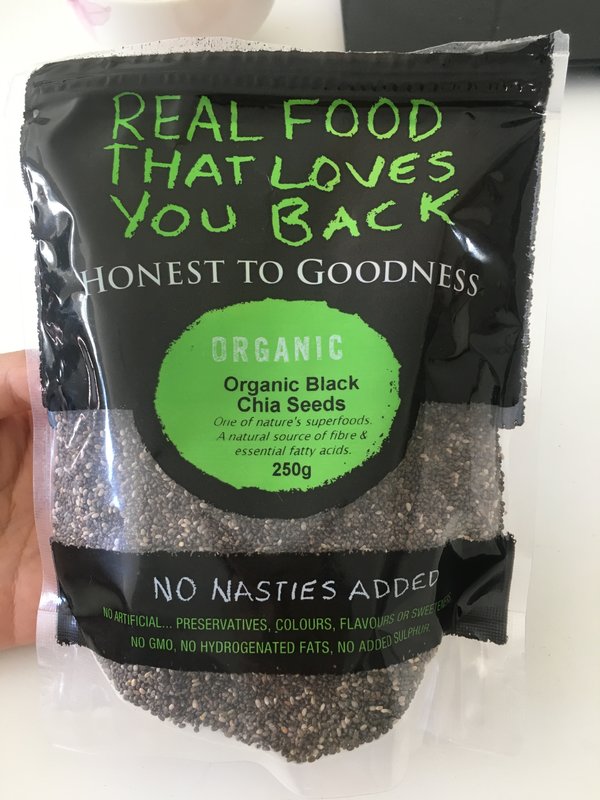 REAL FOOD
THAT LOVES
YOU BACK
HONEST TO GOODNESS
ORGANIC
Organic Black
Chia Seeds
One of nature's superfoods.
A natural source of fibre &
essential fatty acids.
250g
NO NASTIES ADDED
NO ARTIFICIAL... PRESERVATIVES, COLOURS, FLAVOURS OR SWEETENERS
NO GMO, NO HYDROGENATED FATS, NO ADDED SULPHUR.